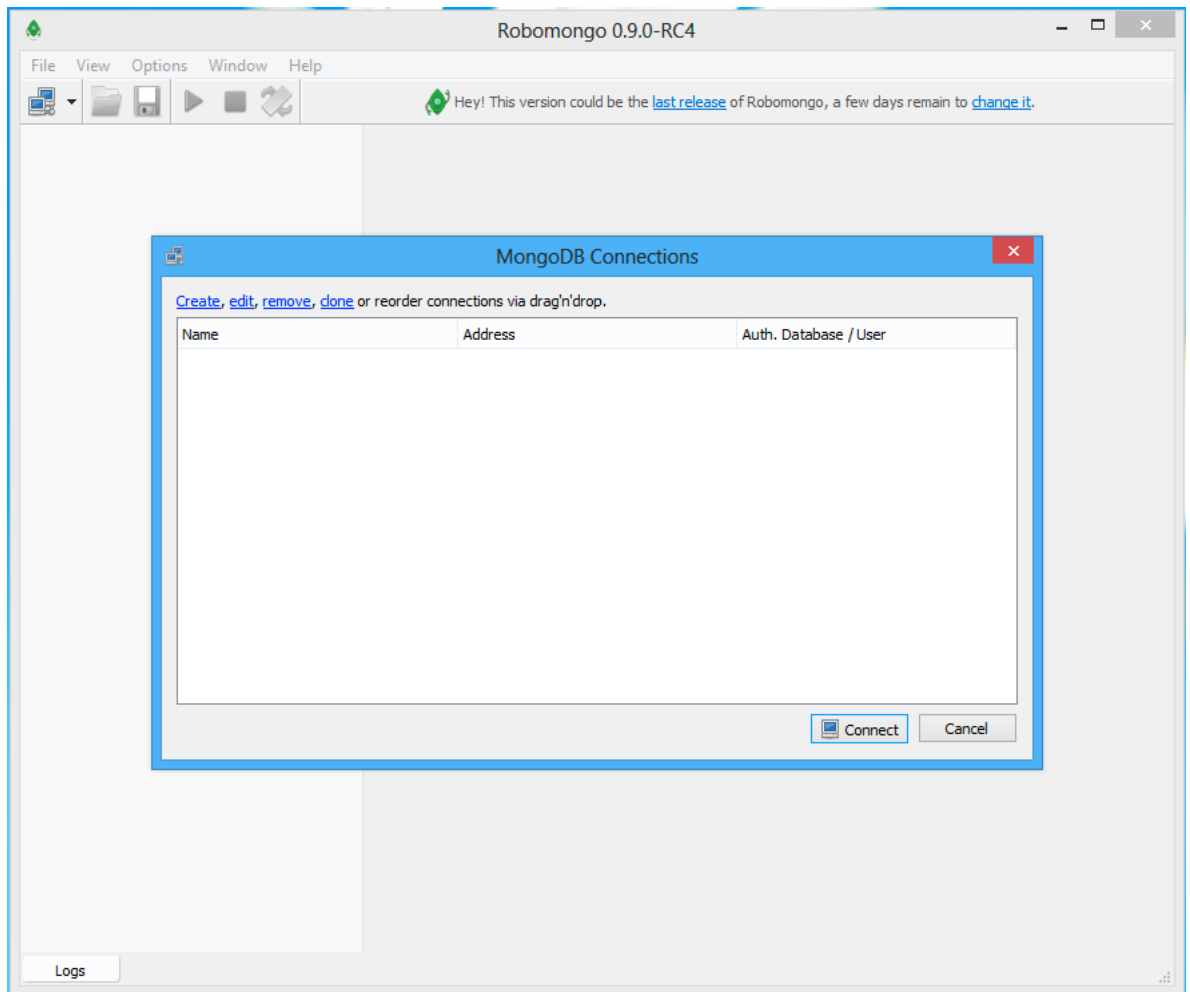 Robomongo 0.9.0-RC4
File View Options Window Help
Hey! This version could be the last release of Robomongo, a few days remain to change it.
MongoDB Connections
Create, edit, remove, clone or reorder connections via drag'n'drop.
Name Address Auth. Database / User
Connect Cancel
Logs